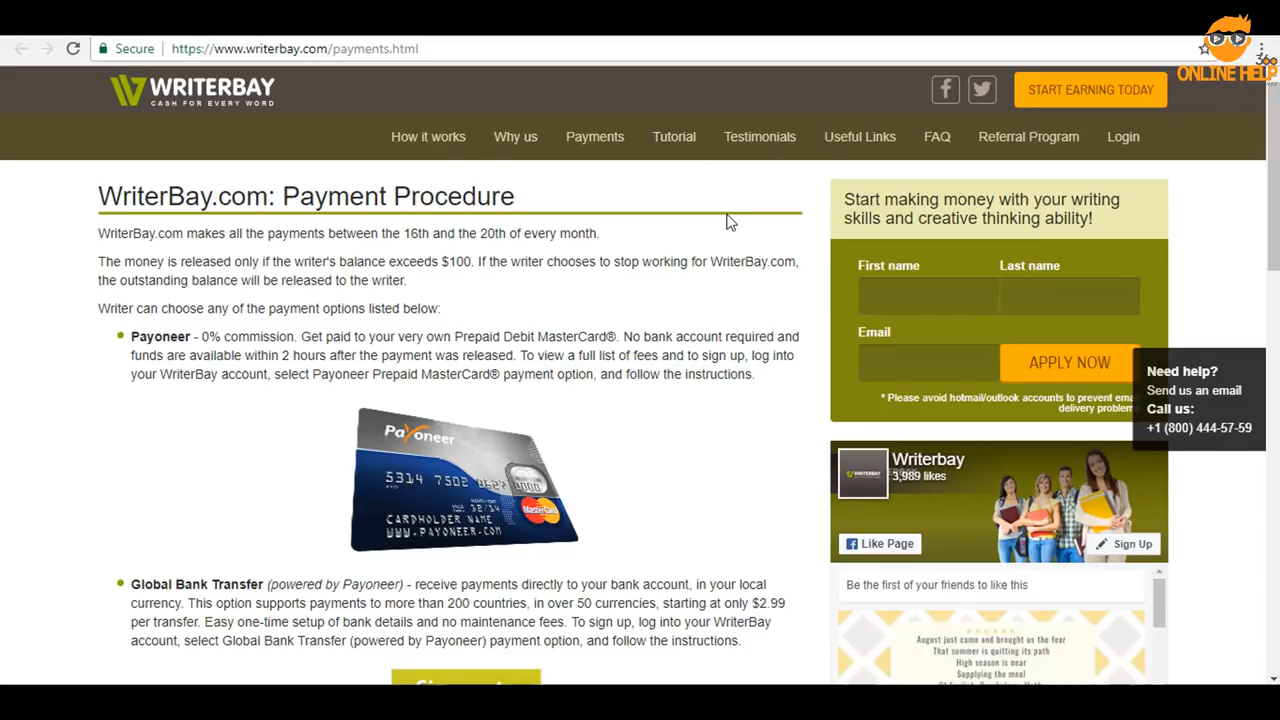 Secure https://www.writerbay.com/payments.html
360
ONLINE HELP
WRITERBAY
CASH FOR EVERY WORD
START EARNING TODAY
How it works Why us Payments Tutorial Testimonials Useful Links FAQ Referral Program Login
WriterBay.com: Payment Procedure
WriterBay.com makes all the payments between the 16th and the 20th of every month.
The money is released only if the writer's balance exceeds $100. If the writer chooses to stop working for WriterBay.com,
the outstanding balance will be released to the writer.
Writer can choose any of the payment options listed below:
Payoneer - 0% commission. Get paid to your very own Prepaid Debit MasterCard®. No bank account required and
funds are available within 2 hours after the payment was released. To view a full list of fees and to sign up, log into
your WriterBay account, select Payoneer Prepaid MasterCard® payment option, and follow the instructions.
Payoneer
5314 7502 0627 0000
12/14
MasterCard
CARDHOLDER NAME
WWW.PAYONEER.COM
Global Bank Transfer (powered by Payoneer) - receive payments directly to your bank account, in your local
currency. This option supports payments to more than 200 countries, in over 50 currencies, starting at only $2.99
per transfer. Easy one-time setup of bank details and no maintenance fees. To sign up, log into your WriterBay
account, select Global Bank Transfer (powered by Payoneer) payment option, and follow the instructions.
Start making money with your writing
skills and creative thinking ability!
First name Last name
Email
APPLY NOW
* Please avoid hotmail/outlook accounts to prevent
delivery
Need help?
Send us an email
Call us:
+1 (800) 444-57-59
WRITERBAY
Writerbay
3,989 likes
Like Page
Sign Up
Be the first of your friends to like this
August just came and brought us the fear
That summer is quitting its path
High season is near
Supplying the meal